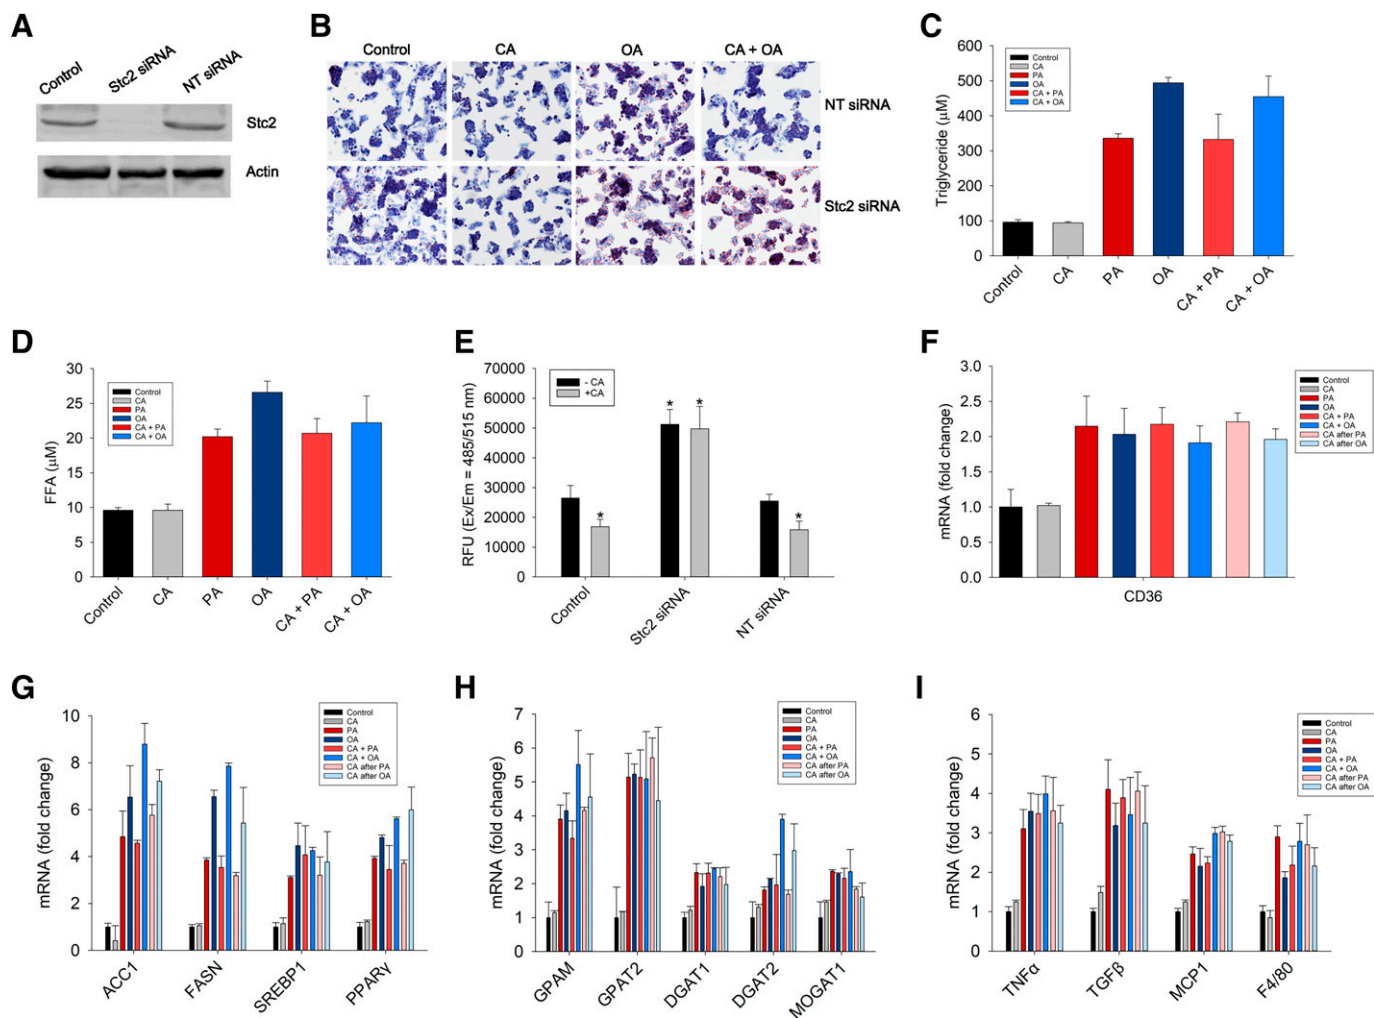 A
Control
Stc2 siRNA
NT siRNA
Stc2
Actin
B
Control
CA
OA
CA + OA
NT siRNA
Stc2 siRNA
C
Triglyceride (μM)
600
500
400
300
200
100
0
Control
CA
PA
OA
CA + PA
CA + OA
Control
CA
PA
OA
CA + PA
CA + OA
D
FFA (μM)
30
25
20
15
10
5
0
Control
CA
PA
OA
CA + PA
CA + OA
Control
CA
PA
OA
CA + PA
CA + OA
E
RFU (Ex/Em = 485/515 nm)
70000
60000
50000
40000
30000
20000
10000
0
- CA
+CA
*
*
*
*
Control
Stc2 siRNA
NT siRNA
F
mRNA (fold change)
3.0
2.5
2.0
1.5
1.0
0.5
0.0
CD36
Control
CA
PA
OA
CA + PA
CA + OA
CA after PA
CA after OA
G
mRNA (fold change)
10
8
6
4
2
0
Control
CA
PA
OA
CA + PA
CA + OA
CA after PA
CA after OA
ACC1
FASN
SREBP1
PPARγ
H
mRNA (fold change)
7
6
5
4
3
2
1
0
Control
CA
PA
OA
CA + PA
CA + OA
CA after PA
CA after OA
GPAM
GPAT2
DGAT1
DGAT2
MOGAT1
I
mRNA (fold change)
6
5
4
3
2
1
0
Control
CA
PA
OA
CA + PA
CA + OA
CA after PA
CA after OA
TNFα
TGFβ
MCP1
F4/80